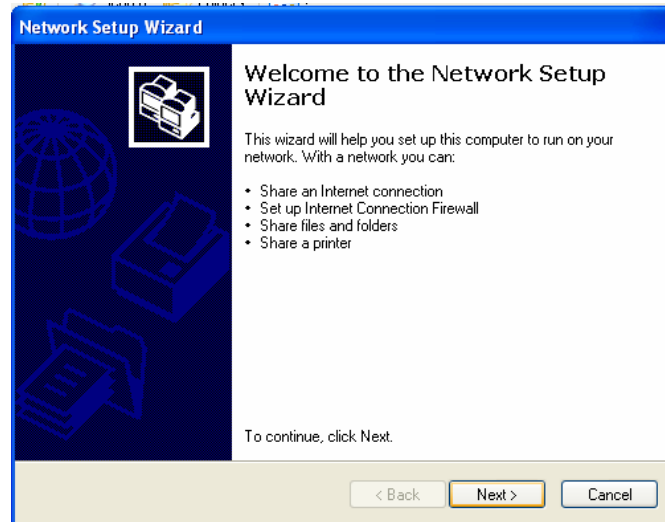 Network Setup Wizard
Welcome to the Network Setup
Wizard
This wizard will help you set up this computer to run on your
network. With a network you can:
• Share an Internet connection
• Set up Internet Connection Firewall
• Share files and folders
• Share a printer
To continue, click Next.
< Back
Next >
Cancel